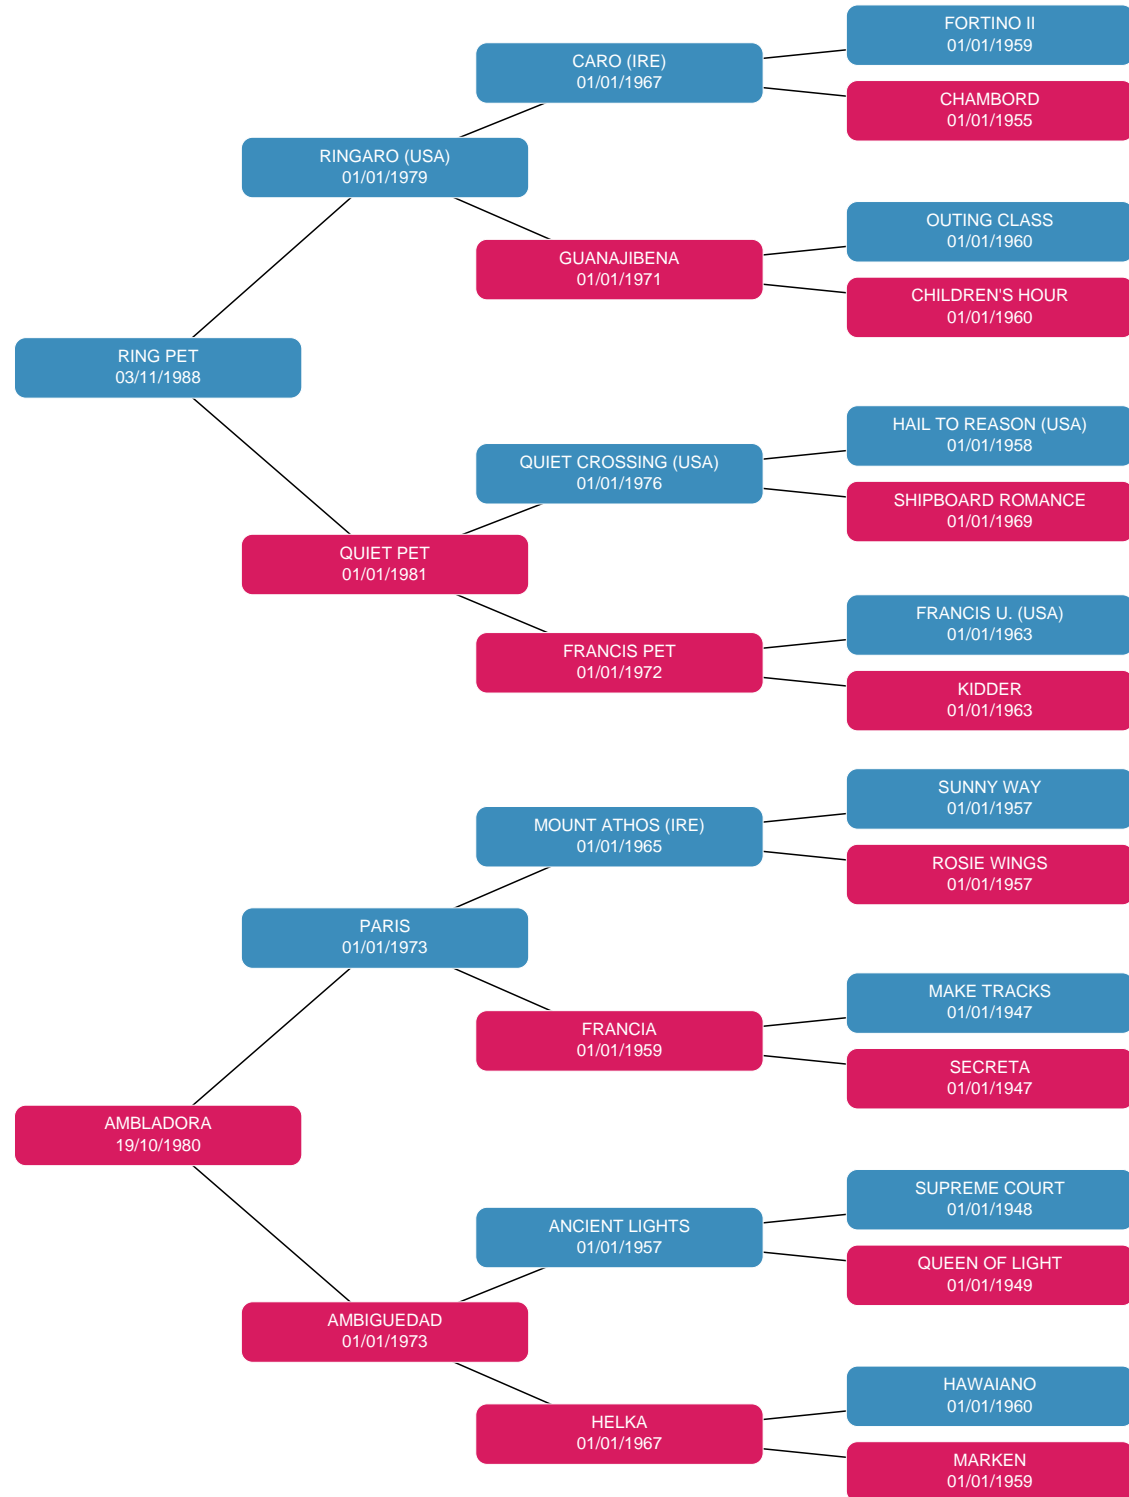 FORTINO II
01/01/1959
CARO (IRE)
01/01/1967
CHAMBORD
01/01/1955
RINGARO (USA)
01/01/1979
OUTING CLASS
01/01/1960
GUANAJIBENA
01/01/1971
CHILDREN'S HOUR
01/01/1960
RING PET
03/11/1988
HAIL TO REASON (USA)
01/01/1958
QUIET CROSSING (USA)
01/01/1976
SHIPBOARD ROMANCE
01/01/1969
QUIET PET
01/01/1981
FRANCIS U. (USA)
01/01/1963
FRANCIS PET
01/01/1972
KIDDER
01/01/1963
SUNNY WAY
01/01/1957
MOUNT ATHOS (IRE)
01/01/1965
ROSIE WINGS
01/01/1957
PARIS
01/01/1973
MAKE TRACKS
01/01/1947
FRANCIA
01/01/1959
SECRETA
01/01/1947
AMBLADORA
19/10/1980
SUPREME COURT
01/01/1948
ANCIENT LIGHTS
01/01/1957
QUEEN OF LIGHT
01/01/1949
AMBIGUEDAD
01/01/1973
HAWAIANO
01/01/1960
HELKA
01/01/1967
MARKEN
01/01/1959